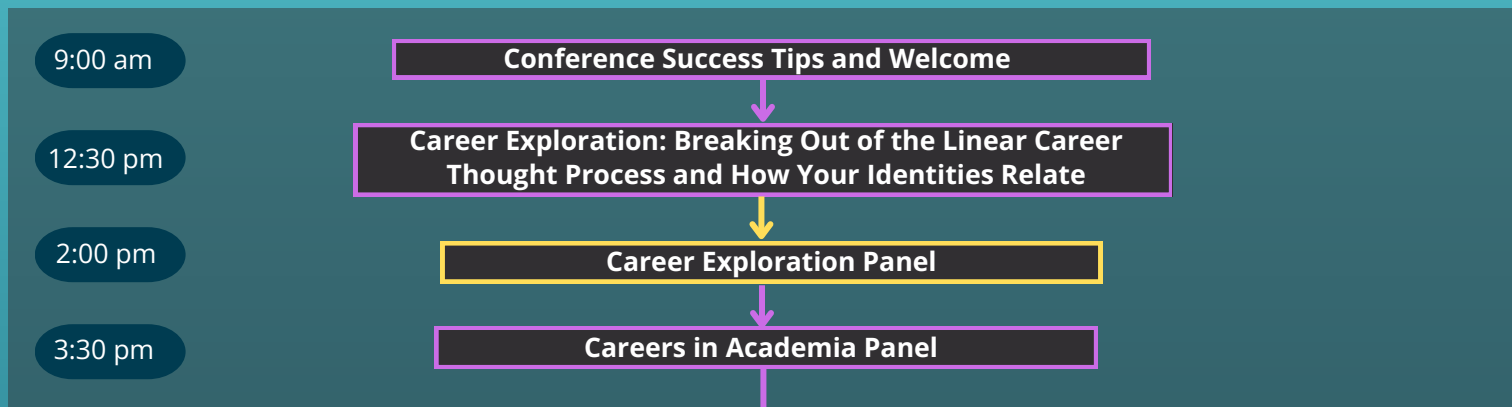 9:00 am
Conference Success Tips and Welcome
12:30 pm
Career Exploration: Breaking Out of the Linear Career
Thought Process and How Your Identities Relate
2:00 pm
Career Exploration Panel
3:30 pm
Careers in Academia Panel